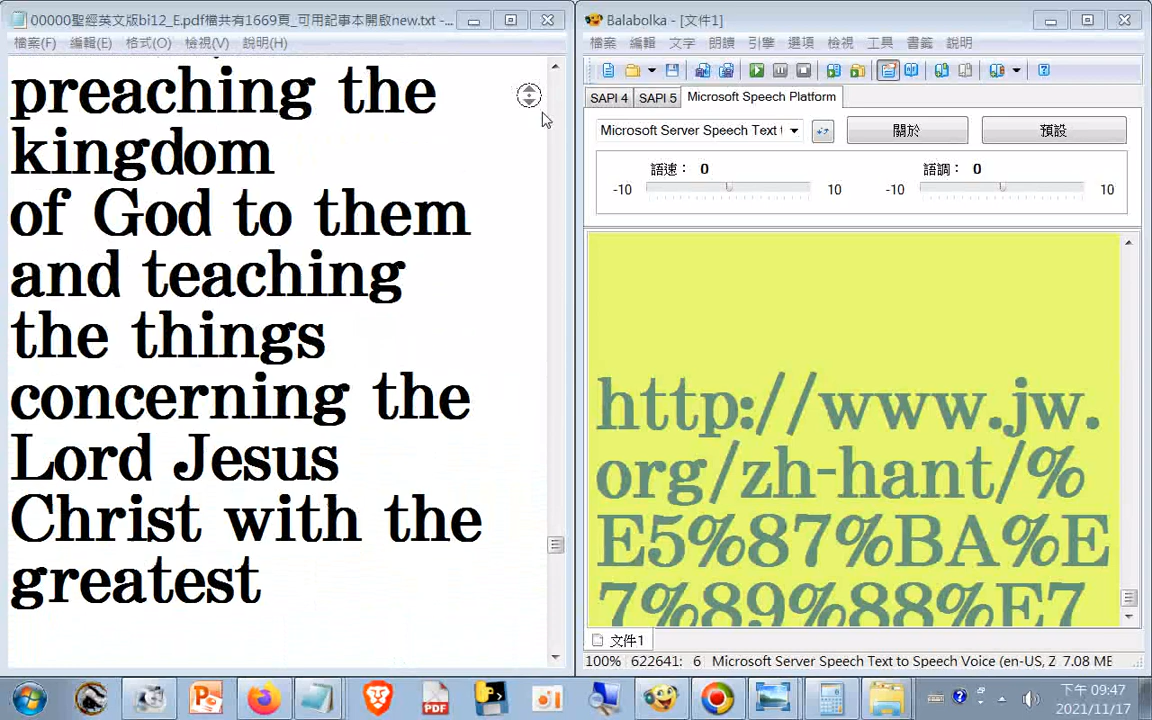 00000聖經英文版bi12_E.pdf檔共有1669頁_可用記事本開啟new.txt -...
檔案(F) 編輯(E) 格式(O) 檢視(V) 說明(H)
preaching the
kingdom
of God to them
and teaching
the things
concerning the
Lord Jesus
Christ with the
greatest
Balabolka - [文件1]
檔案 編輯 文字 朗讀 引擎 選項 檢視 工具 書籤 說明
SAPI 4 SAPI 5 Microsoft Speech Platform
Microsoft Server Speech Text t
關於 預設
語速： 0 語調： 0
-10 10 -10 10
http://www.jw.
org/zh-hant/%
E5%87%BA%E
7%89%88%E7
文件1
100% 622641: 6 Microsoft Server Speech Text to Speech Voice (en-US, Z 7.08 ME
PDF
下午 09:47
2021/11/17